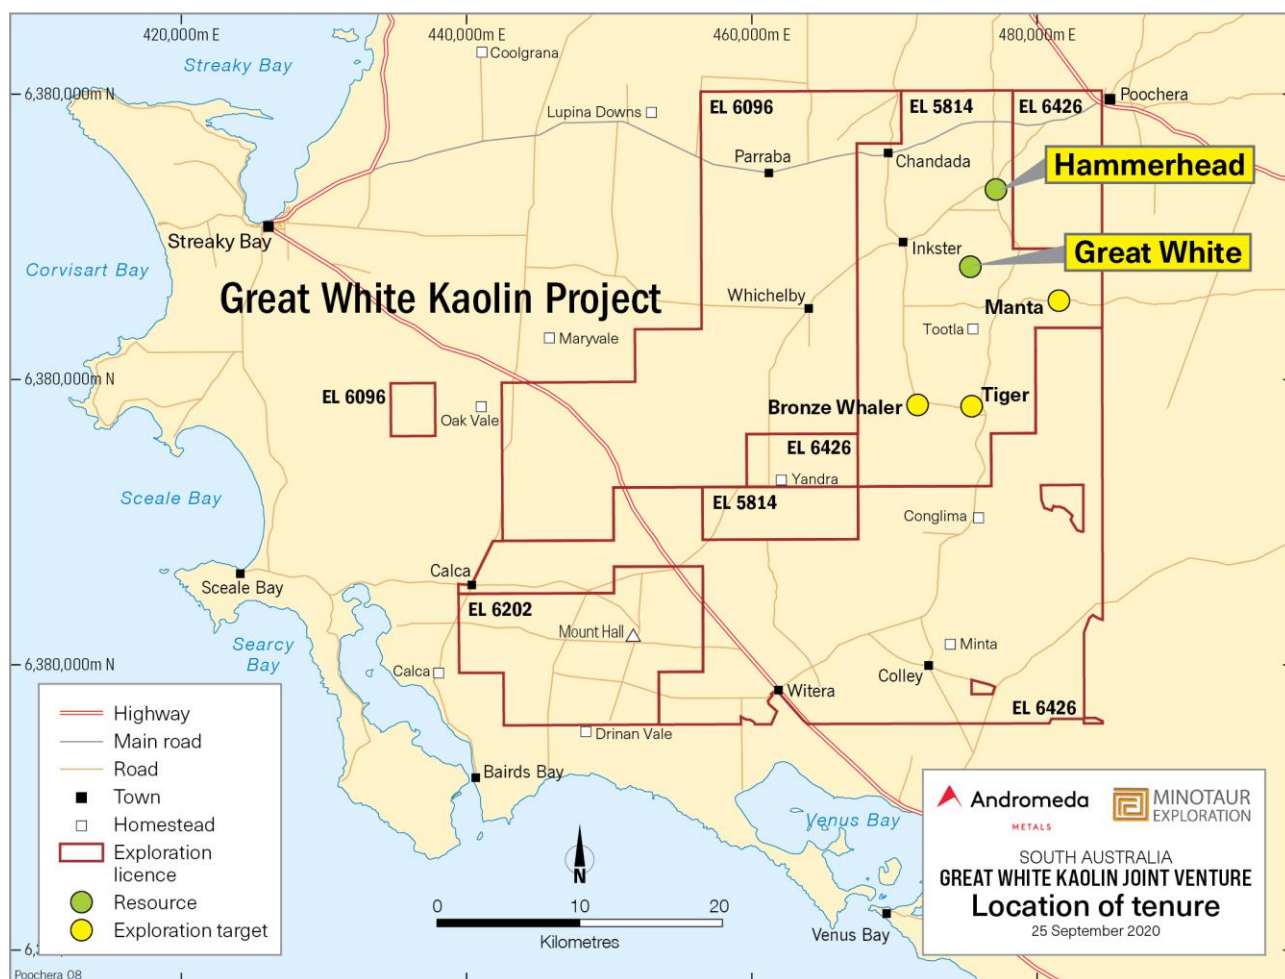 420,000m E
440,000m E
460,000m E
480,000m E
Streaky Bay
Coolgrana
6,380,000m N
Lupina Downs
EL 6096
EL 5814
EL 6426
Poochera
Parraba
Chandada
Hammerhead
Streaky Bay
Inkster
Great White
Corvisart Bay
Great White Kaolin Project
Whichelby
Manta
Maryvale
Tootla
6,380,000m N
EL 6096
Oak Vale
Bronze Whaler
Tiger
EL 6426
Yandra
Sceale Bay
EL 5814
Conglima
Calca
Sceale Bay
EL 6202
Mount Hall
Searcy
Bay
Minta
6,380,000m N
Calca
Colley
Witera
EL 6426
Drinan Vale
Bairds Bay
Venus Bay
Highway
Main road
Road
Town
Homestead
Exploration
licence
Resource
Exploration target
N
0 10 20
Kilometres
Venus Bay
Andromeda
METALS
MINOTAUR
EXPLORATION
SOUTH AUSTRALIA
GREAT WHITE KAOLIN JOINT VENTURE
Location of tenure
25 September 2020
Poochera 08